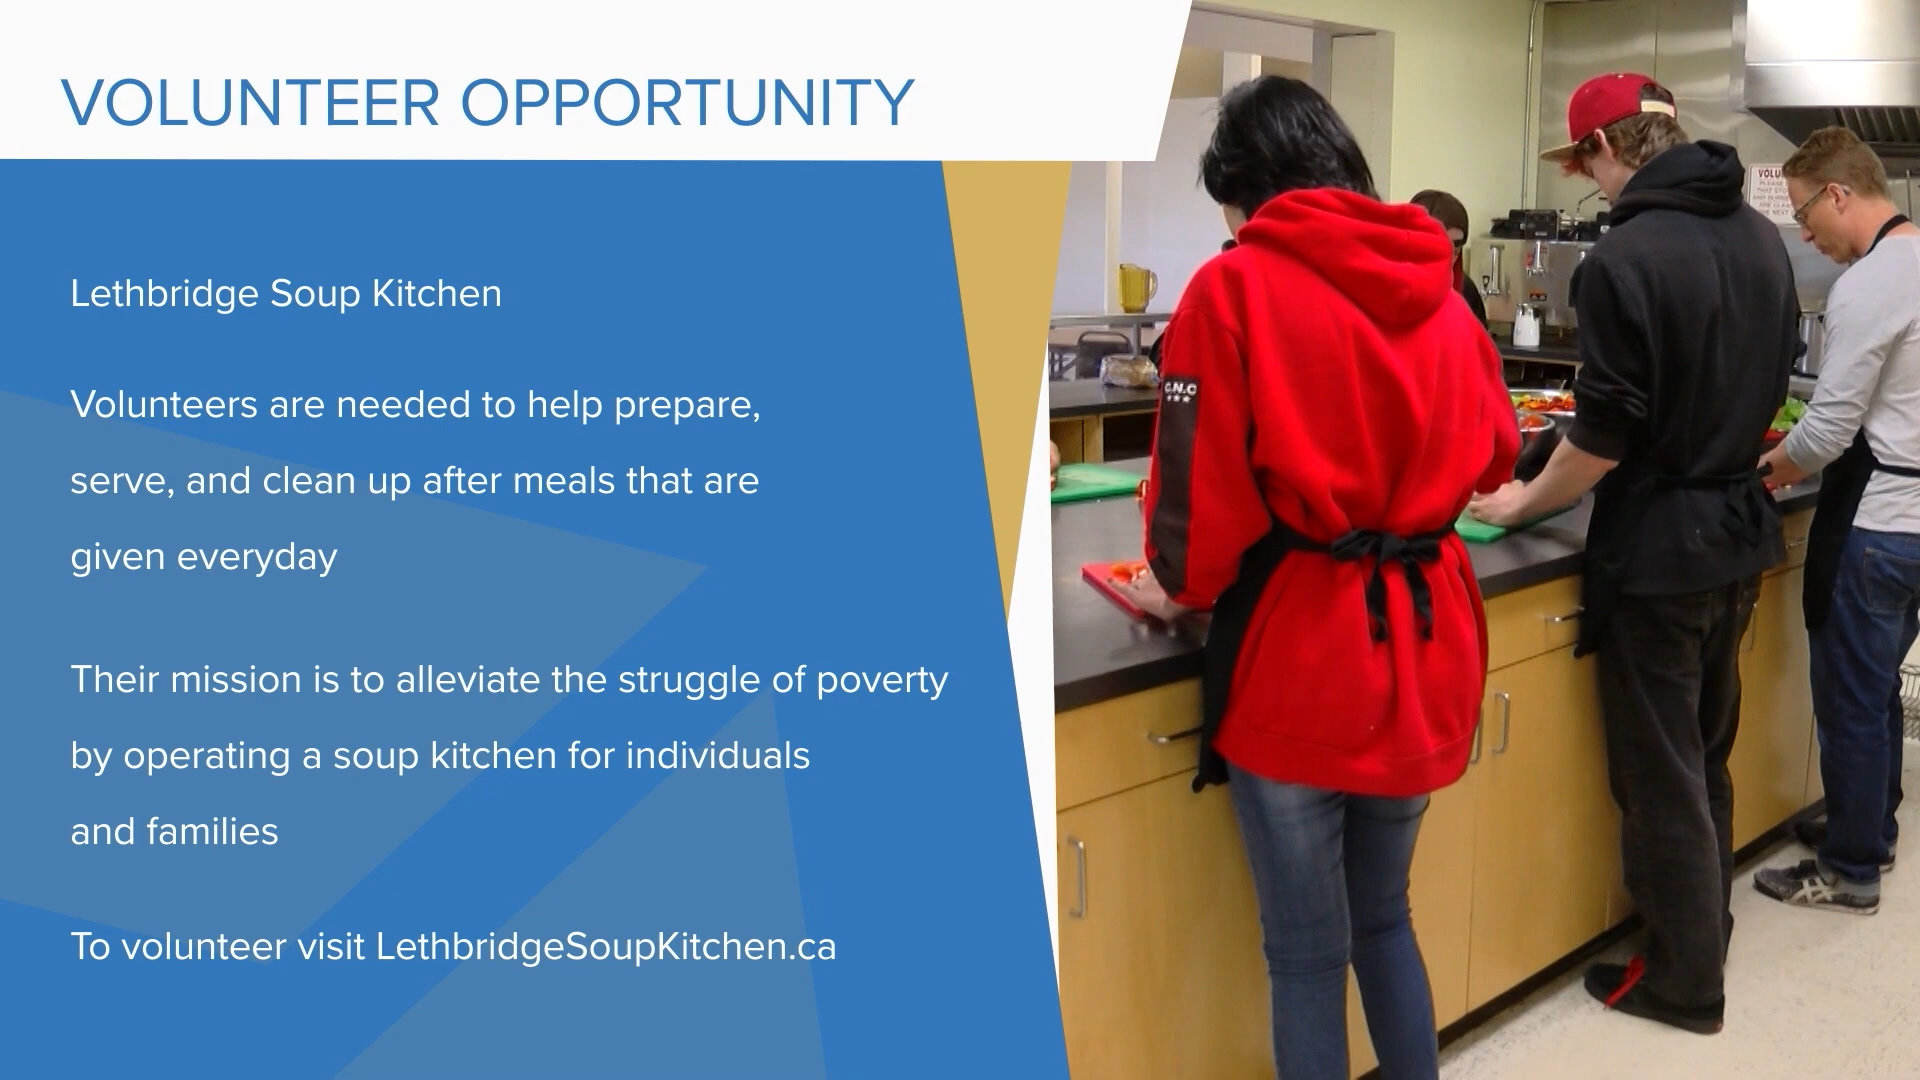 VOLUNTEER OPPORTUNITY
Lethbridge Soup Kitchen
Volunteers are needed to help prepare,
serve, and clean up after meals that are
given everyday
Their mission is to alleviate the struggle of poverty
by operating a soup kitchen for individuals
and families
To volunteer visit LethbridgeSoupKitchen.ca
C.N.C